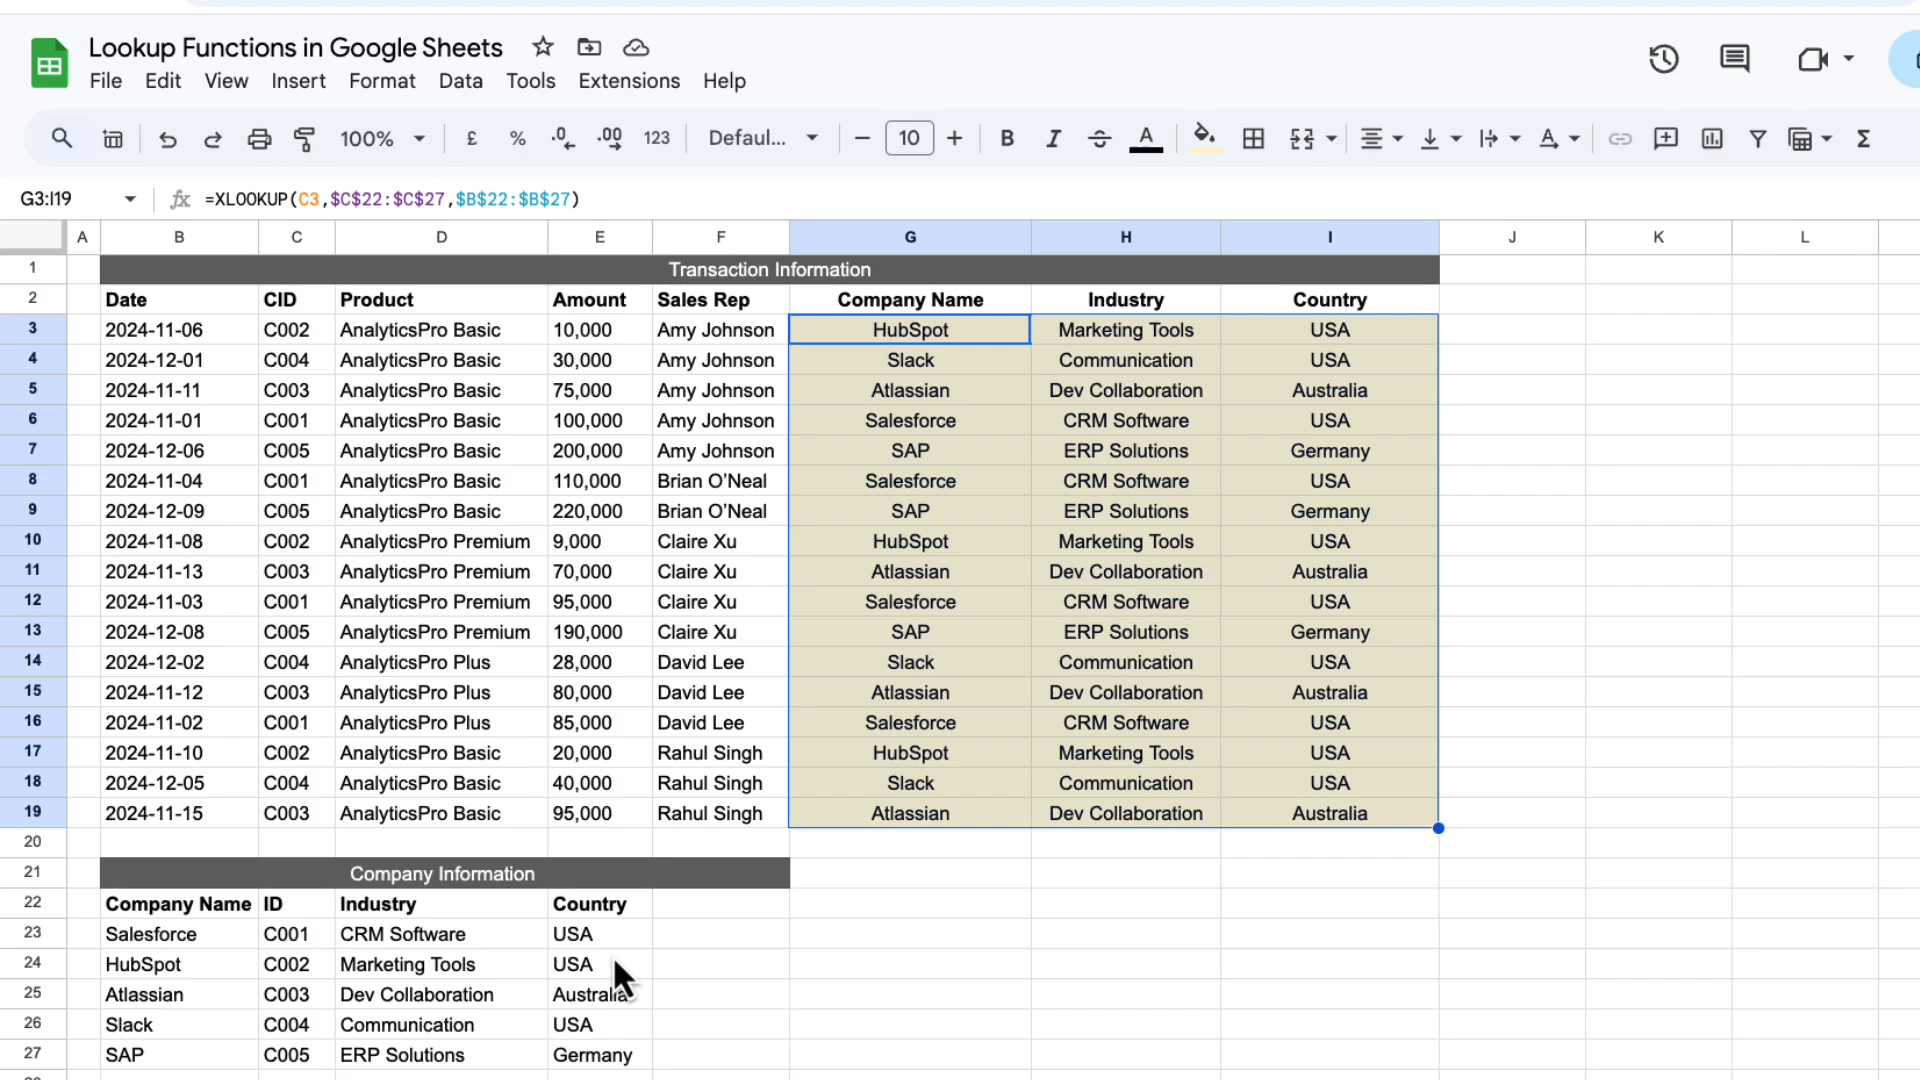 Lookup Functions in Google Sheets
File Edit View Insert Format Data Tools Extensions Help
100% £ % .0 .00 123 Defaul... 10 B I A A Σ
G3:I19 fx =XLOOKUP(C3,$C$22:$C$27,$B$22:$B$27)
A B C D E F G H I J K L
1 Transaction Information
2 Date CID Product Amount Sales Rep Company Name Industry Country
3 2024-11-06 C002 AnalyticsPro Basic 10,000 Amy Johnson HubSpot Marketing Tools USA
4 2024-12-01 C004 AnalyticsPro Basic 30,000 Amy Johnson Slack Communication USA
5 2024-11-11 C003 AnalyticsPro Basic 75,000 Amy Johnson Atlassian Dev Collaboration Australia
6 2024-11-01 C001 AnalyticsPro Basic 100,000 Amy Johnson Salesforce CRM Software USA
7 2024-12-06 C005 AnalyticsPro Basic 200,000 Amy Johnson SAP ERP Solutions Germany
8 2024-11-04 C001 AnalyticsPro Basic 110,000 Brian O’Neal Salesforce CRM Software USA
9 2024-12-09 C005 AnalyticsPro Basic 220,000 Brian O’Neal SAP ERP Solutions Germany
10 2024-11-08 C002 AnalyticsPro Premium 9,000 Claire Xu HubSpot Marketing Tools USA
11 2024-11-13 C003 AnalyticsPro Premium 70,000 Claire Xu Atlassian Dev Collaboration Australia
12 2024-11-03 C001 AnalyticsPro Premium 95,000 Claire Xu Salesforce CRM Software USA
13 2024-12-08 C005 AnalyticsPro Premium 190,000 Claire Xu SAP ERP Solutions Germany
14 2024-12-02 C004 AnalyticsPro Plus 28,000 David Lee Slack Communication USA
15 2024-11-12 C003 AnalyticsPro Plus 80,000 David Lee Atlassian Dev Collaboration Australia
16 2024-11-02 C001 AnalyticsPro Plus 85,000 David Lee Salesforce CRM Software USA
17 2024-11-10 C002 AnalyticsPro Basic 20,000 Rahul Singh HubSpot Marketing Tools USA
18 2024-12-05 C004 AnalyticsPro Basic 40,000 Rahul Singh Slack Communication USA
19 2024-11-15 C003 AnalyticsPro Basic 95,000 Rahul Singh Atlassian Dev Collaboration Australia
20
21 Company Information
22 Company Name ID Industry Country
23 Salesforce C001 CRM Software USA
24 HubSpot C002 Marketing Tools USA
25 Atlassian C003 Dev Collaboration Australia
26 Slack C004 Communication USA
27 SAP C005 ERP Solutions Germany